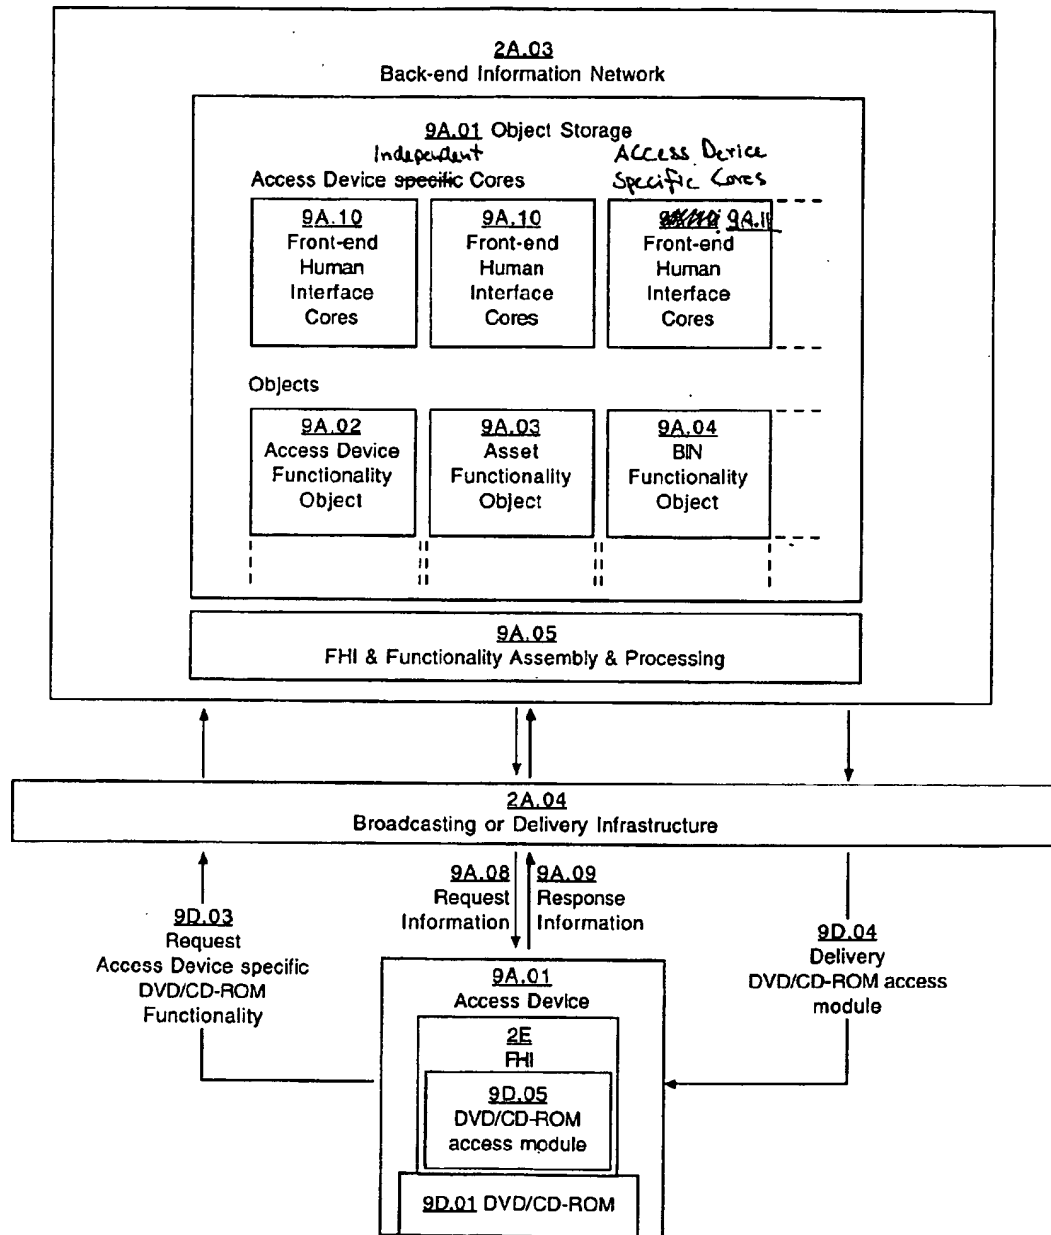 2A.03
Back-end Information Network
9A.01 Object Storage
Independent
Access Device specific Cores
Access Device
Specific Cores
9A.10
Front-end
Human
Interface
Cores
9A.10
Front-end
Human
Interface
Cores
9A.11
Front-end
Human
Interface
Cores
Objects
9A.02
Access Device
Functionality
Object
9A.03
Asset
Functionality
Object
9A.04
BIN
Functionality
Object
9A.05
FHI & Functionality Assembly & Processing
2A.04
Broadcasting or Delivery Infrastructure
9A.08
Request
Information
9A.09
Response
Information
9D.03
Request
Access Device specific
DVD/CD-ROM
Functionality
9D.04
Delivery
DVD/CD-ROM access
module
9A.01
Access Device
2E
FHI
9D.05
DVD/CD-ROM
access module
9D.01 DVD/CD-ROM